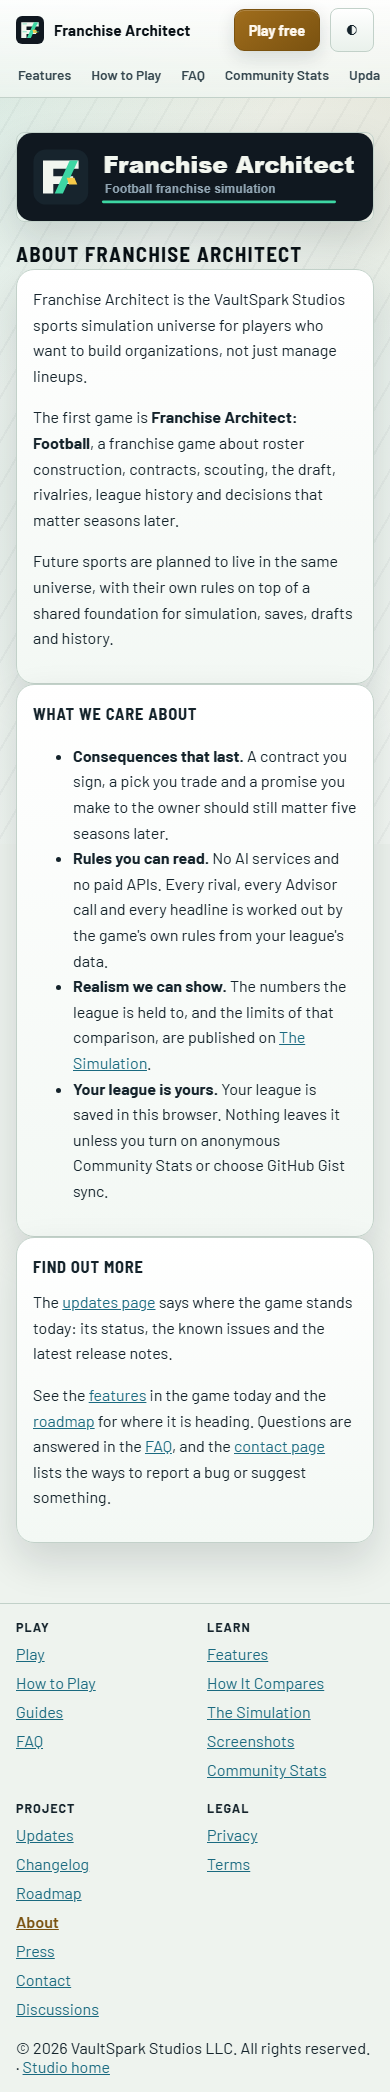 Franchise Architect
Play free
Features How to Play FAQ Community Stats Upda
Franchise Architect
Football franchise simulation
ABOUT FRANCHISE ARCHITECT
Franchise Architect is the VaultSpark Studios
sports simulation universe for players who
want to build organizations, not just manage
lineups.
The first game is Franchise Architect:
Football, a franchise game about roster
construction, contracts, scouting, the draft,
rivalries, league history and decisions that
matter seasons later.
Future sports are planned to live in the same
universe, with their own rules on top of a
shared foundation for simulation, saves, drafts
and history.
WHAT WE CARE ABOUT
• Consequences that last. A contract you
sign, a pick you trade and a promise you
make to the owner should still matter five
seasons later.
• Rules you can read. No AI services and
no paid APIs. Every rival, every Advisor
call and every headline is worked out by
the game's own rules from your league's
data.
• Realism we can show. The numbers the
league is held to, and the limits of that
comparison, are published on The
Simulation.
• Your league is yours. Your league is
saved in this browser. Nothing leaves it
unless you turn on anonymous
Community Stats or choose GitHub Gist
sync.
FIND OUT MORE
The updates page says where the game stands
today: its status, the known issues and the
latest release notes.
See the features in the game today and the
roadmap for where it is heading. Questions are
answered in the FAQ, and the contact page
lists the ways to report a bug or suggest
something.
PLAY
Play
How to Play
Guides
FAQ
LEARN
Features
How It Compares
The Simulation
Screenshots
Community Stats
PROJECT
Updates
Changelog
Roadmap
About
Press
Contact
Discussions
LEGAL
Privacy
Terms
© 2026 VaultSpark Studios LLC. All rights reserved.
· Studio home